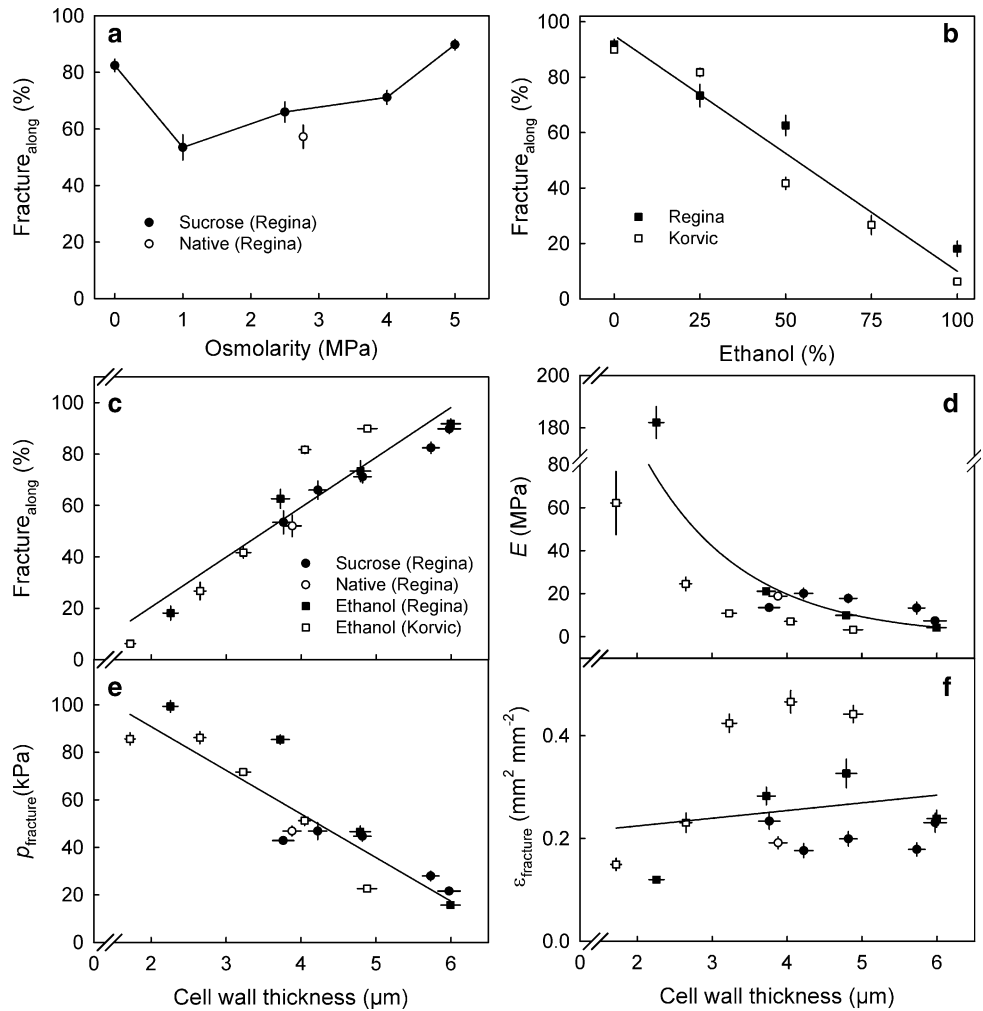 a
100
80
60
40
20
0
Fracture_along (%)
Sucrose (Regina)
Native (Regina)
0 1 2 3 4 5
Osmolarity (MPa)
b
100
80
60
40
20
0
Fracture_along (%)
Regina
Korvic
0 25 50 75 100
Ethanol (%)
c
100
80
60
40
20
0
Fracture_along (%)
Sucrose (Regina)
Native (Regina)
Ethanol (Regina)
Ethanol (Korvic)
d
200
180
80
60
40
20
0
E (MPa)
e
100
80
60
40
20
0
p_fracture(kPa)
0 2 3 4 5 6
Cell wall thickness (µm)
f
0.4
0.2
0.0
ε_fracture (mm² mm⁻²)
0 2 3 4 5 6
Cell wall thickness (µm)